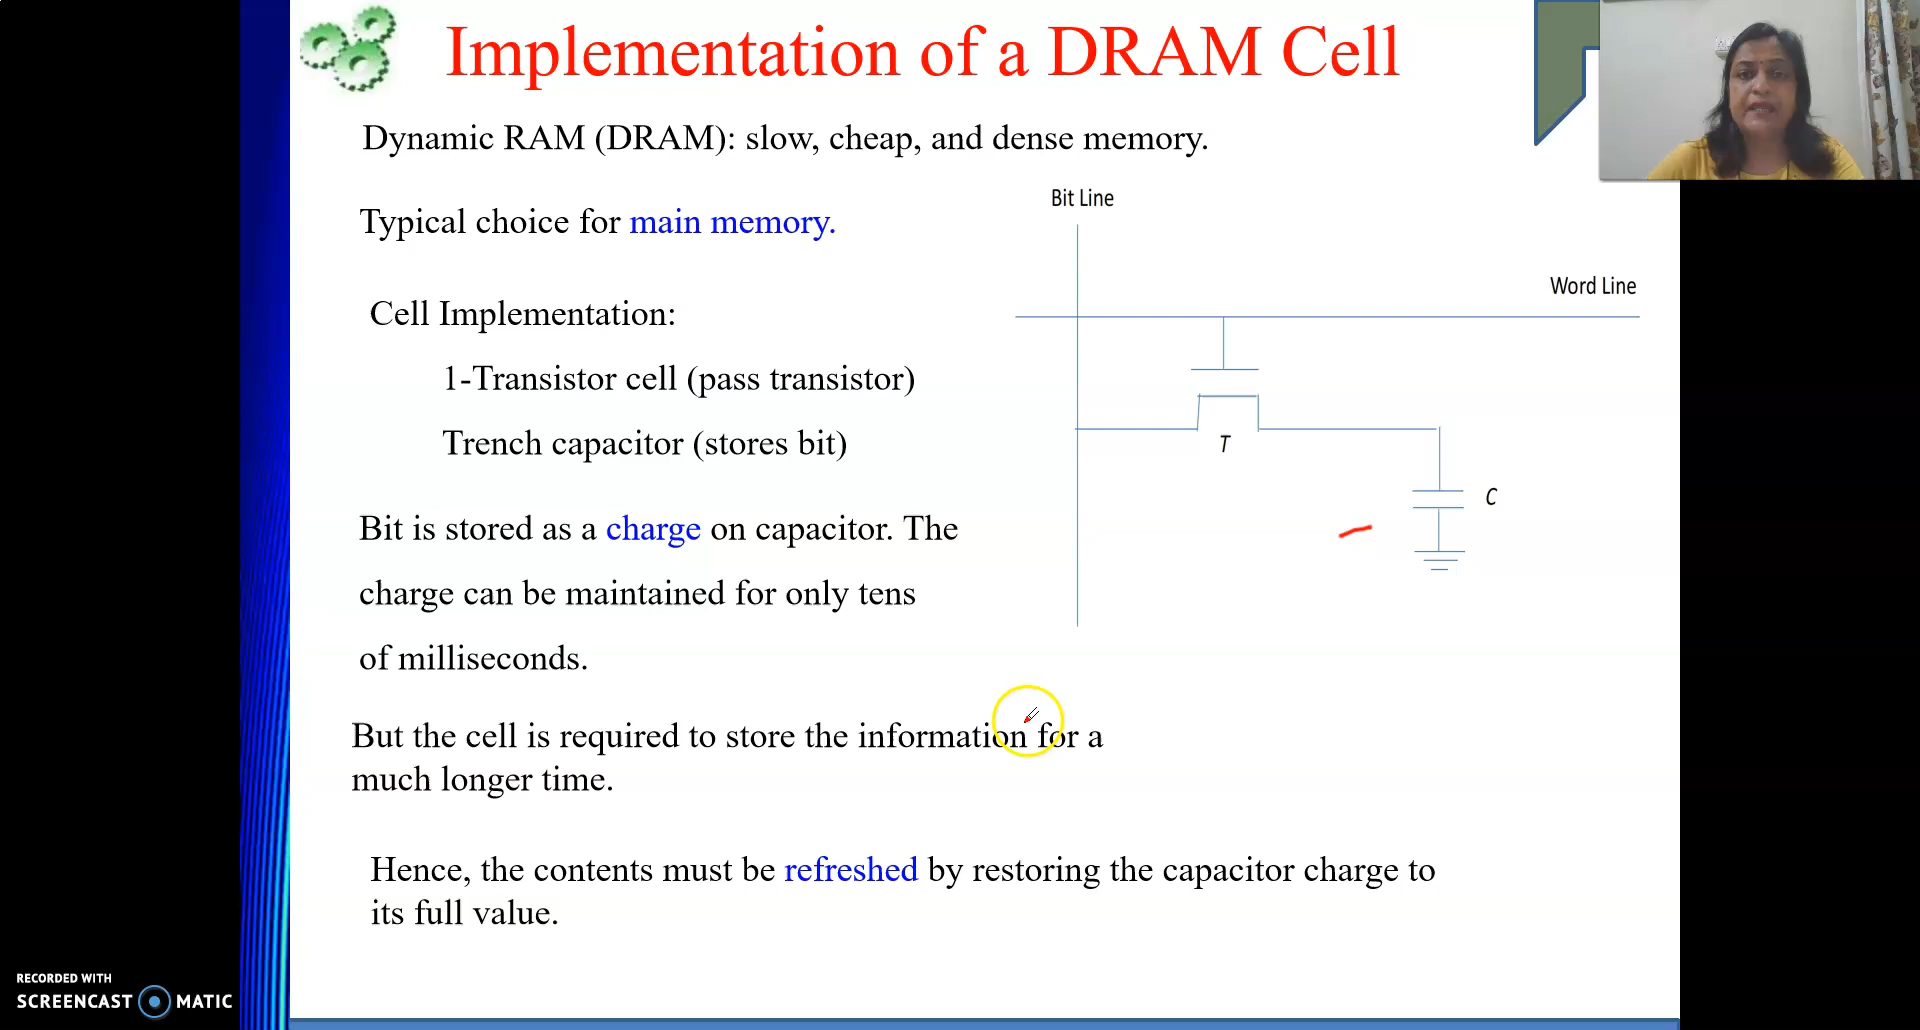 Implementation of a DRAM Cell
Dynamic RAM (DRAM): slow, cheap, and dense memory.
Typical choice for main memory.
Cell Implementation:
1-Transistor cell (pass transistor)
Trench capacitor (stores bit)
Bit is stored as a charge on capacitor. The
charge can be maintained for only tens
of milliseconds.
But the cell is required to store the information for a
much longer time.
Hence, the contents must be refreshed by restoring the capacitor charge to
its full value.
Bit Line
Word Line
T
C
RECORDED WITH
SCREENCAST MATIC